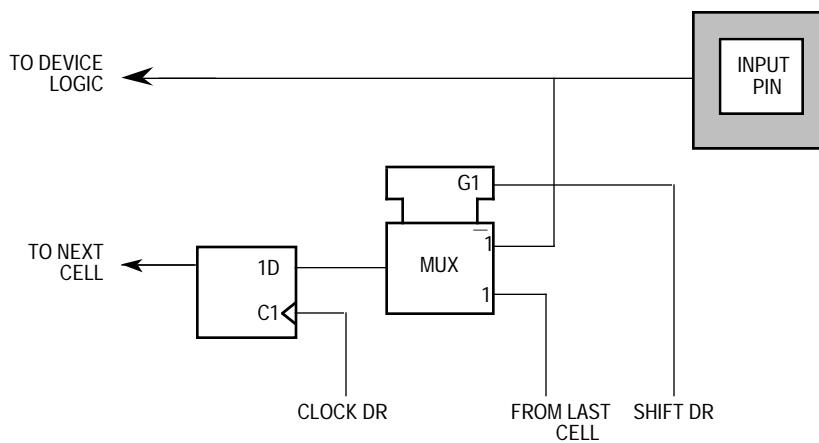 TO DEVICE
LOGIC
INPUT
PIN
G1
1̅
MUX
1
TO NEXT
CELL
1D
C1
CLOCK DR
FROM LAST
CELL
SHIFT DR